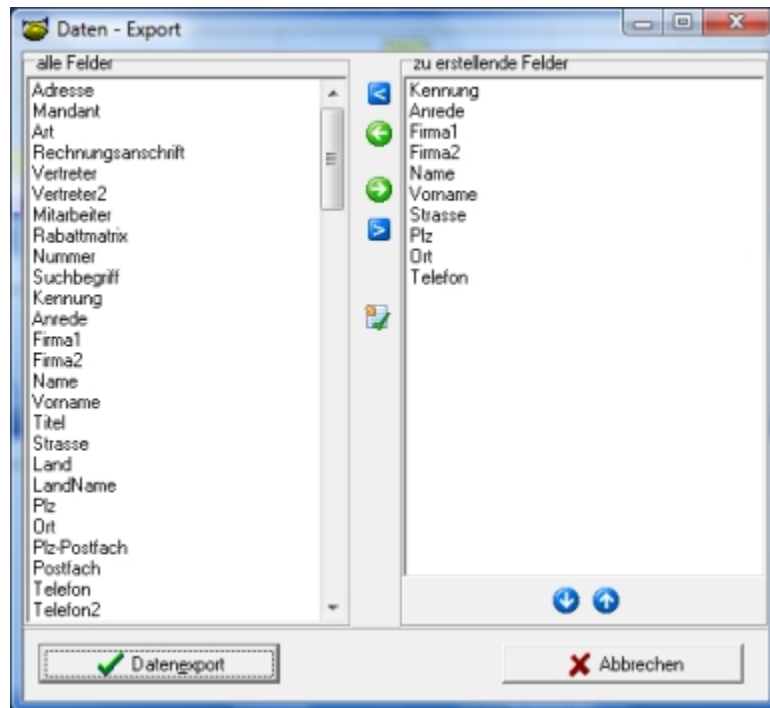 Daten - Export
alle Felder
Adresse
Mandant
Art
Rechnungsanschrift
Vertreter
Vertreter2
Mitarbeiter
Rabattmatrix
Nummer
Suchbegriff
Kennung
Anrede
Firma1
Firma2
Name
Vorname
Titel
Strasse
Land
LandName
Plz
Ort
Plz-Postfach
Postfach
Telefon
Telefon2
zu erstellende Felder
Kennung
Anrede
Firma1
Firma2
Name
Vorname
Strasse
Plz
Ort
Telefon
Datenexport
Abbrechen